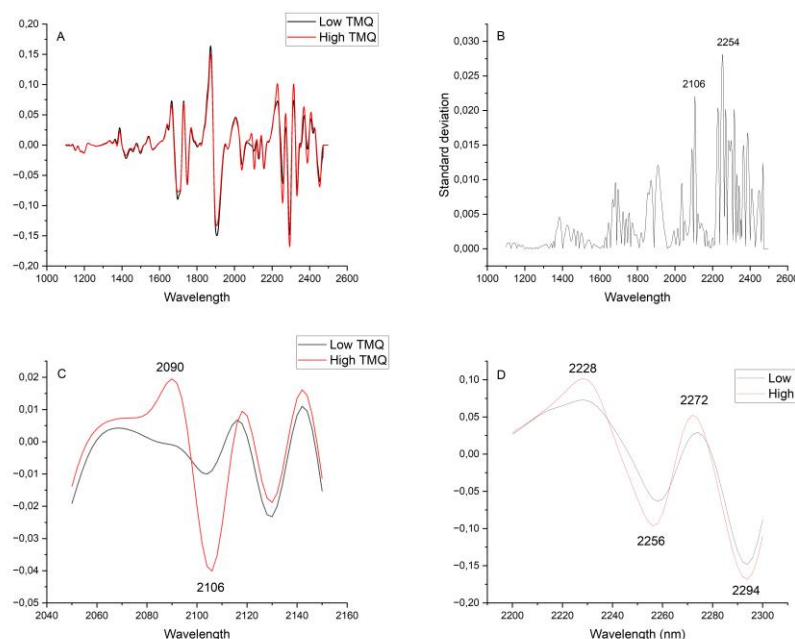 A
Low TMQ
High TMQ
0,20
0,15
0,10
0,05
0,00
−0,05
−0,10
−0,15
−0,20
1000 1200 1400 1600 1800 2000 2200 2400 2600
Wavelength
B
2254
2106
Standard deviation
0,030
0,025
0,020
0,015
0,010
0,005
0,000
1000 1200 1400 1600 1800 2000 2200 2400 2600
Wavelength
C
Low TMQ
High TMQ
2090
2106
0,02
0,01
0,00
−0,01
−0,02
−0,03
−0,04
−0,05
2040 2060 2080 2100 2120 2140 2160
Wavelength
D
Low
High
2228
2272
2256
2294
0,10
0,05
0,00
−0,05
−0,10
−0,15
−0,20
2200 2220 2240 2260 2280 2300
Wavelength (nm)